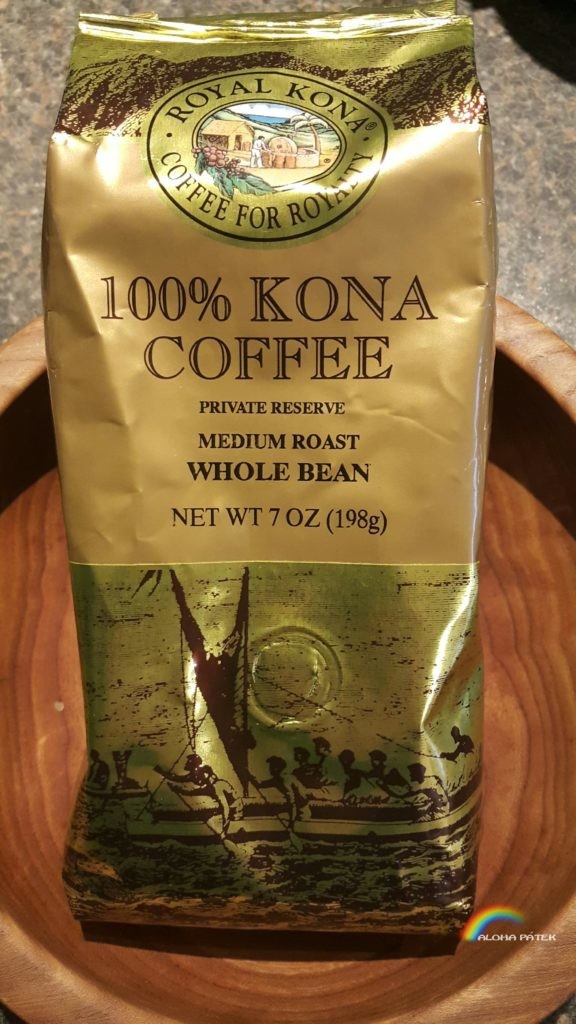 ROYAL KONA®
COFFEE FOR ROYALTY
100% KONA
COFFEE
PRIVATE RESERVE
MEDIUM ROAST
WHOLE BEAN
NET WT 7 OZ (198g)
ALOHA PÁTEK